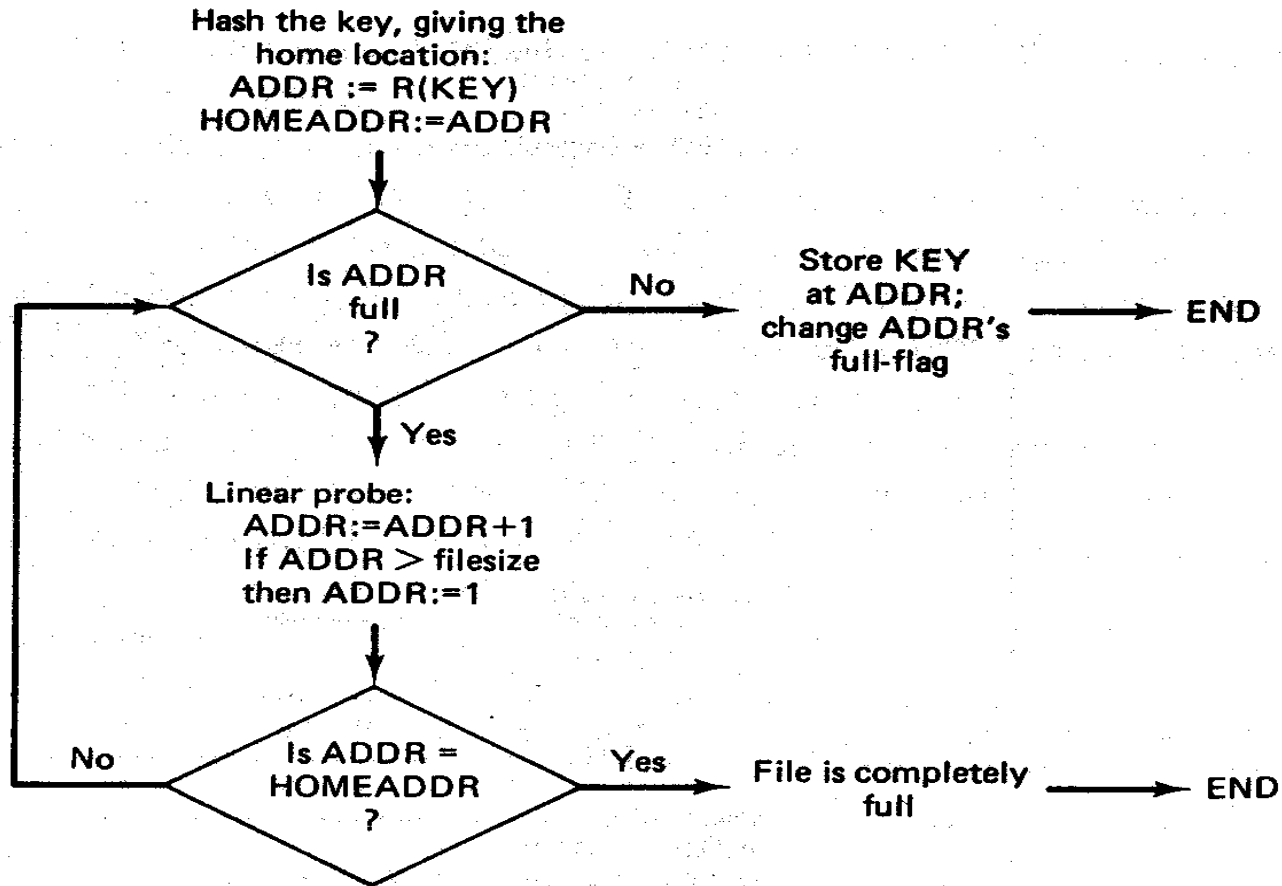 Hash the key, giving the
home location:
ADDR := R(KEY)
HOMEADDR:=ADDR
Is ADDR
full
?
No
Store KEY
at ADDR;
change ADDR's
full-flag
END
Yes
Linear probe:
ADDR:=ADDR+1
If ADDR > filesize
then ADDR:=1
Is ADDR =
HOMEADDR
?
No
Yes
File is completely
full
END